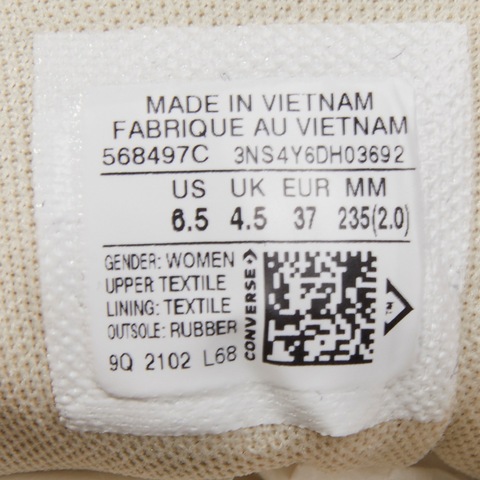 MADE IN VIETNAM
FABRIQUE AU VIETNAM
568497C 3NS4Y6DH03692
US UK EUR MM
6.5 4.5 37 235(2.0)
GENDER: WOMEN
UPPER TEXTILE
LINING: TEXTILE
OUTSOLE: RUBBER
9Q 2102 L68
CONVERSE
TM